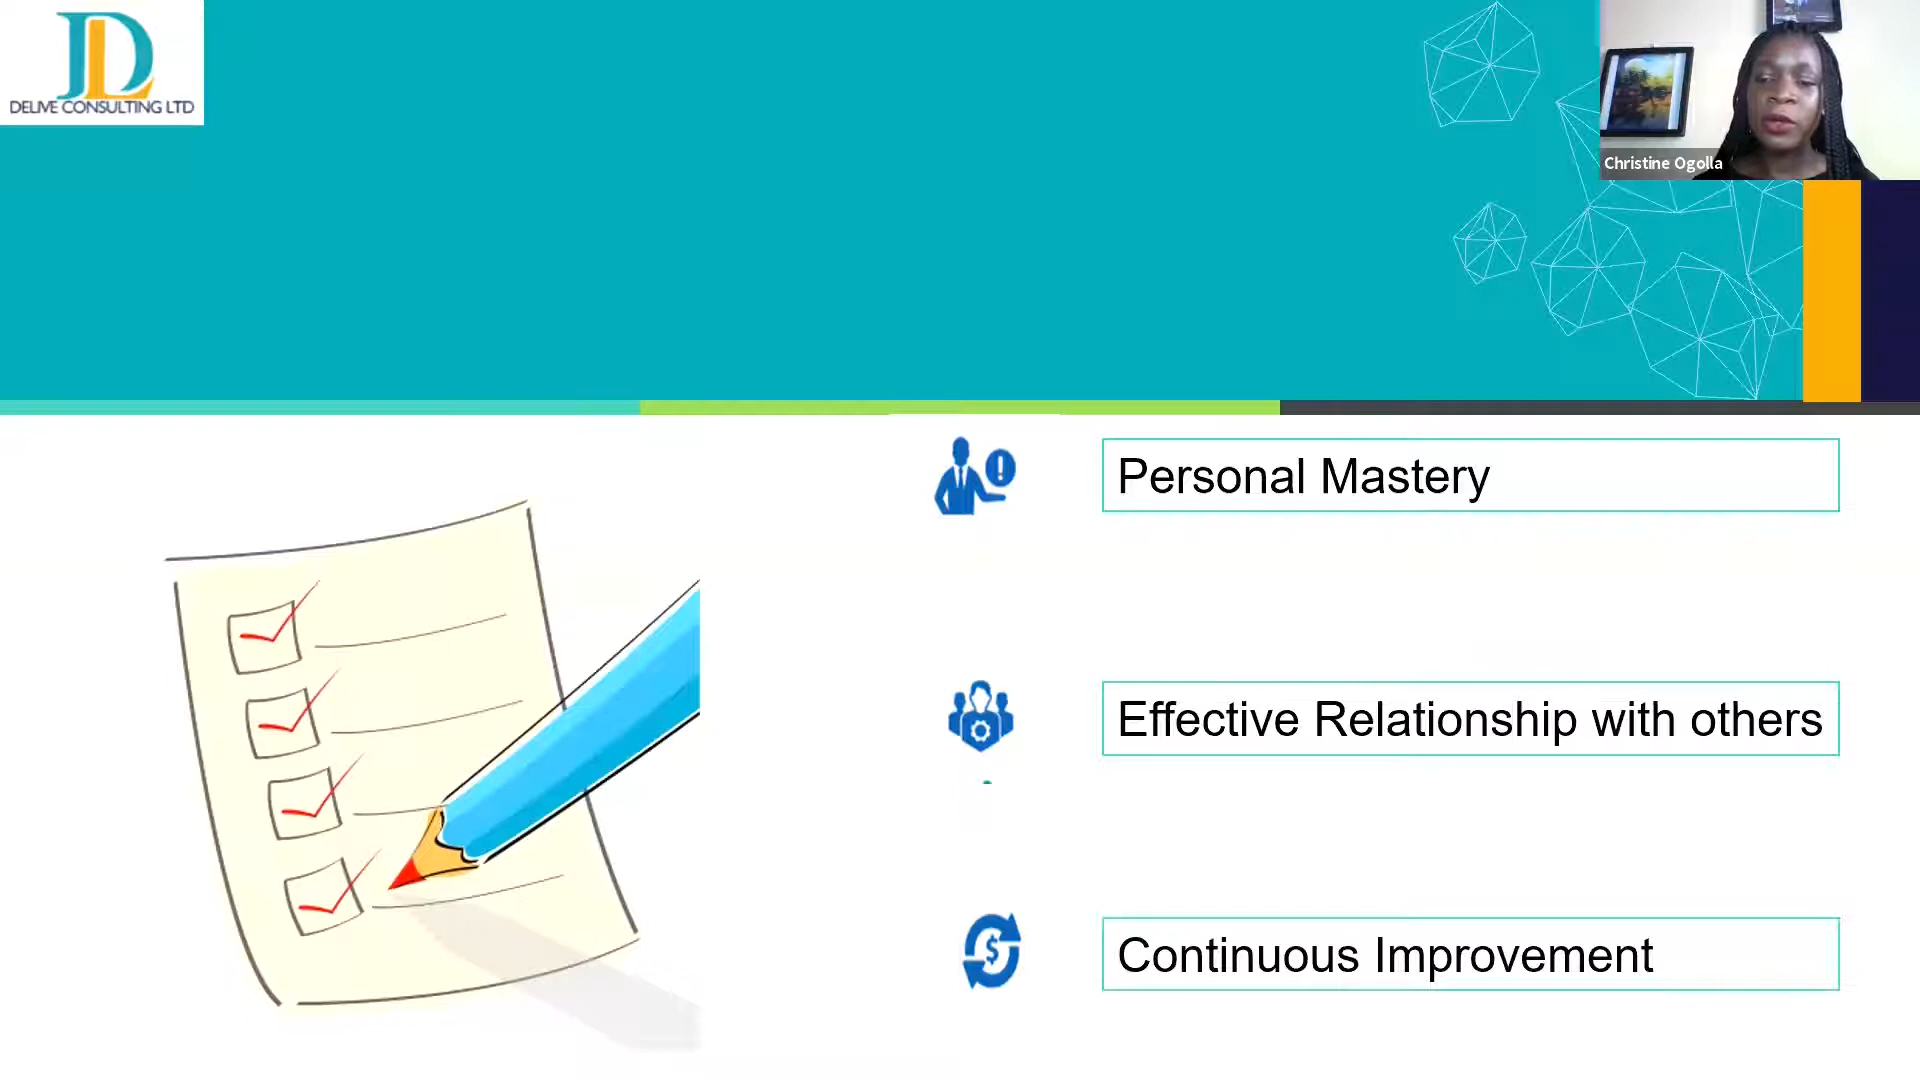 DELIVE CONSULTING LTD
Christine Ogolla
Personal Mastery
Effective Relationship with others
Continuous Improvement